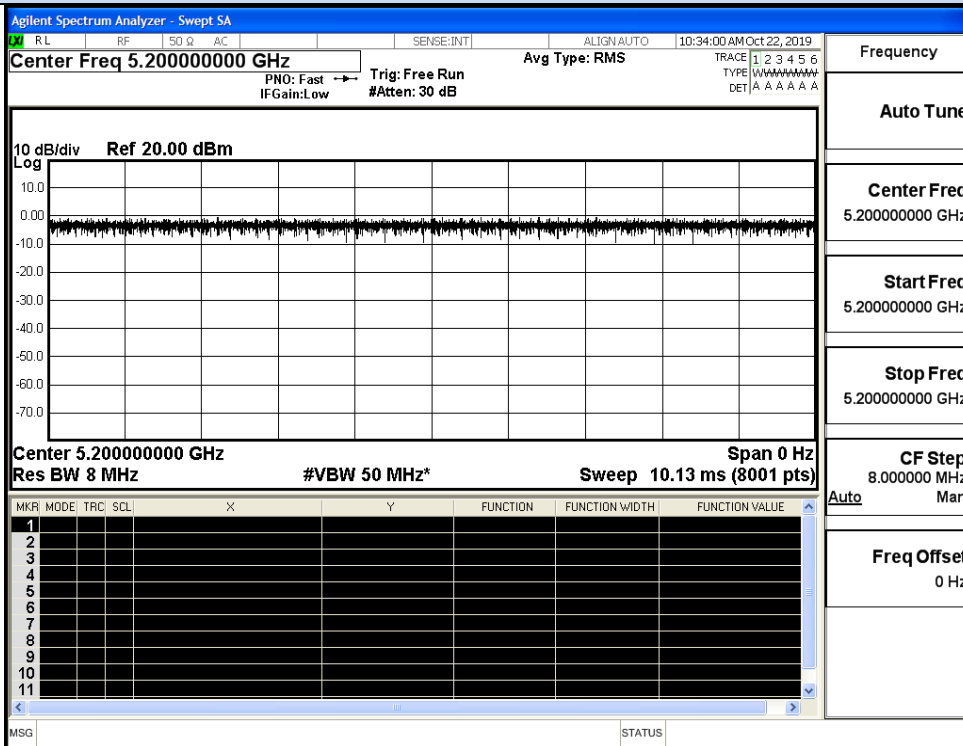 Agilent Spectrum Analyzer - Swept SA
LXI RL RF 50 Ω AC SENSE:INT ALIGN AUTO 10:34:00 AM Oct 22, 2019
Center Freq 5.200000000 GHz
PNO: Fast
IFGain:Low
Trig: Free Run
#Atten: 30 dB
Avg Type: RMS
TRACE 1 2 3 4 5 6
TYPE WWWWWW
DET A A A A A A
10 dB/div Ref 20.00 dBm
Log
10.0
0.00
-10.0
-20.0
-30.0
-40.0
-50.0
-60.0
-70.0
Center 5.200000000 GHz Span 0 Hz
Res BW 8 MHz #VBW 50 MHz* Sweep 10.13 ms (8001 pts)
MKR MODE TRC SCL X Y FUNCTION FUNCTION WIDTH FUNCTION VALUE
1
2
3
4
5
6
7
8
9
10
11
MSG STATUS
Frequency
Auto Tune
Center Freq
5.200000000 GHz
Start Freq
5.200000000 GHz
Stop Freq
5.200000000 GHz
CF Step
8.000000 MHz
Auto Man
Freq Offset
0 Hz